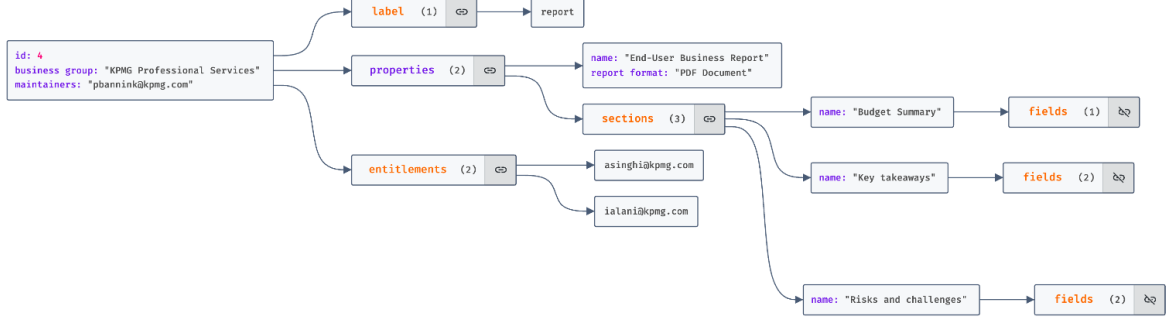 label (1)
report
id: 4
business group: "KPMG Professional Services"
maintainers: "pbannink@kpmg.com"
properties (2)
name: "End-User Business Report"
report format: "PDF Document"
sections (3)
name: "Budget Summary"
fields (1)
name: "Key takeaways"
fields (2)
name: "Risks and challenges"
fields (2)
entitlements (2)
asinghi@kpmg.com
ialani@kpmg.com